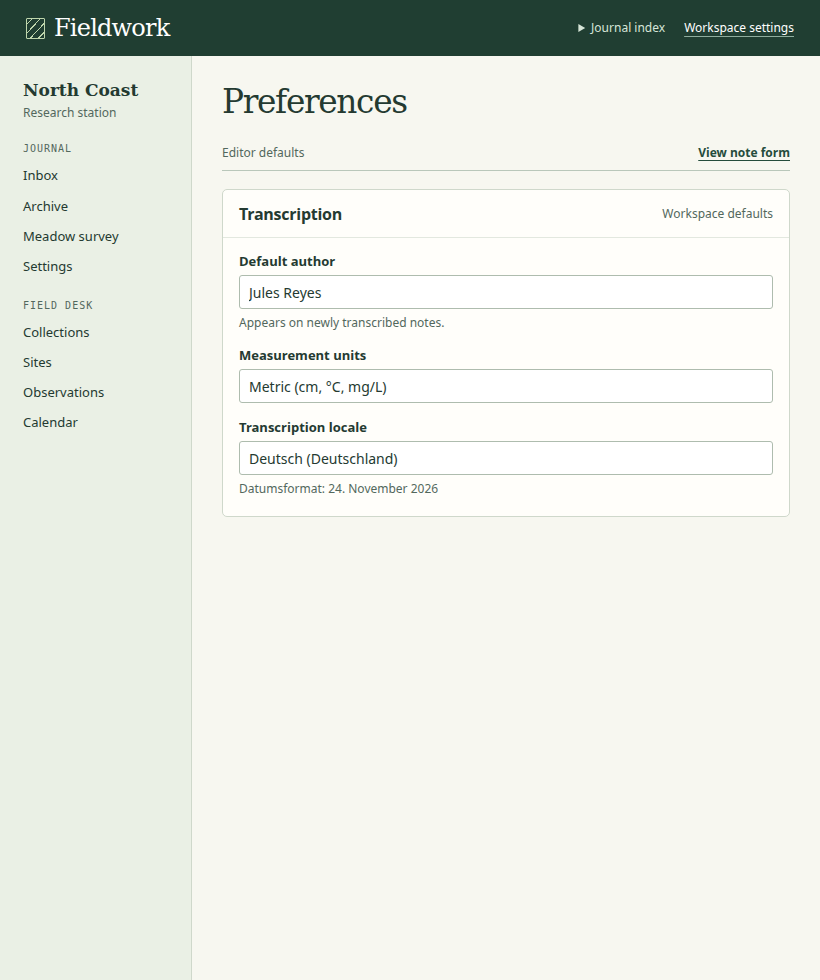 Fieldwork
Journal index
Workspace settings
North Coast
Research station
JOURNAL
Inbox
Archive
Meadow survey
Settings
FIELD DESK
Collections
Sites
Observations
Calendar
Preferences
Editor defaults
View note form
Transcription
Workspace defaults
Default author
Jules Reyes
Appears on newly transcribed notes.
Measurement units
Metric (cm, °C, mg/L)
Transcription locale
Deutsch (Deutschland)
Datumsformat: 24. November 2026